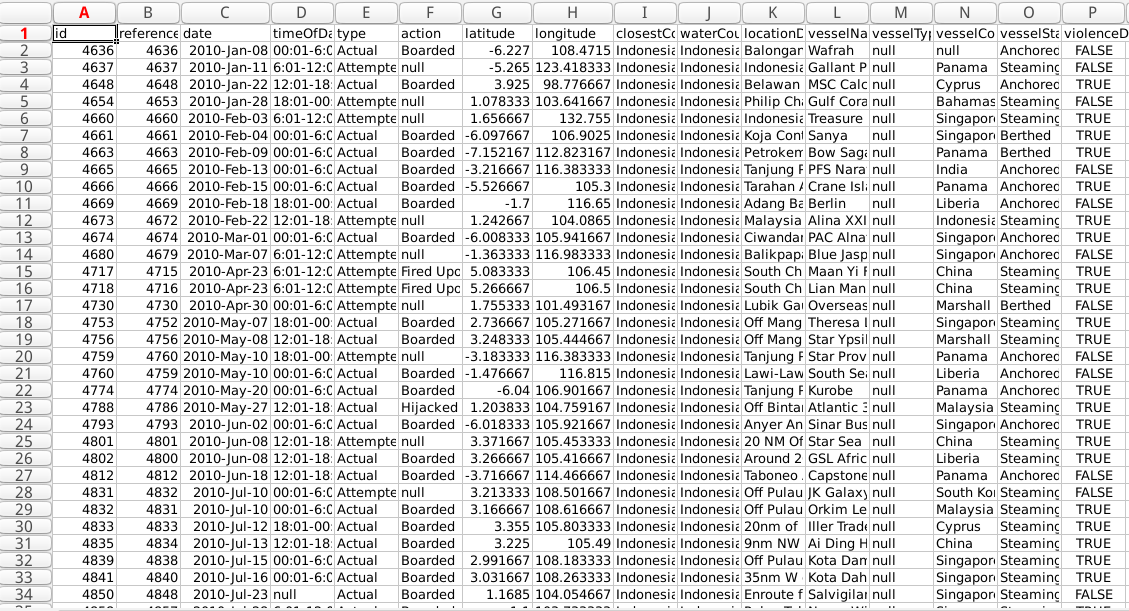 A B C D E F G H I J K L M N O P
1 id reference date timeOfDa type action latitude longitude closestCo waterCou locationD vesselNa vesselTyp vesselCo vesselSta violenceD
2 4636 4636 2010-Jan-08 00:01-6:0 Actual Boarded -6.227 108.4715 Indonesia Indonesia Balongar Wafrah null null Anchored FALSE
3 4637 4637 2010-Jan-11 6:01-12:0 Attempte null -5.265 123.418333 Indonesia Indonesia Indonesia Gallant P null Panama Steaming FALSE
4 4648 4648 2010-Jan-22 12:01-18: Actual Boarded 3.925 98.776667 Indonesia Indonesia Belawan MSC Calc null Cyprus Anchored TRUE
5 4654 4653 2010-Jan-28 18:01-00: Attempte null 1.078333 103.641667 Indonesia Indonesia Philip Cha Gulf Cora null Bahamas Steaming FALSE
6 4660 4660 2010-Feb-03 6:01-12:0 Attempte null 1.656667 132.755 Indonesia Indonesia Indonesia Treasure null Singapor Steaming FALSE
7 4661 4661 2010-Feb-04 00:01-6:0 Actual Boarded -6.097667 106.9025 Indonesia Indonesia Koja Cont Sanya null Singapor Berthed TRUE
8 4663 4663 2010-Feb-09 00:01-6:0 Actual Boarded -7.152167 112.823167 Indonesia Indonesia Petrokem Bow Saga null Panama Berthed TRUE
9 4665 4665 2010-Feb-13 00:01-6:0 Actual Boarded -3.216667 116.383333 Indonesia Indonesia Tanjung P PFS Nara null India Anchored FALSE
10 4666 4666 2010-Feb-15 00:01-6:0 Actual Boarded -5.526667 105.3 Indonesia Indonesia Tarahan A Crane Isla null Panama Anchored TRUE
11 4669 4669 2010-Feb-18 18:01-00: Actual Boarded -1.7 116.65 Indonesia Indonesia Adang Ba Berlin null Liberia Anchored FALSE
12 4673 4672 2010-Feb-22 12:01-18: Attempte null 1.242667 104.0865 Indonesia Indonesia Malaysia Alina XXI null Indonesia Steaming TRUE
13 4674 4674 2010-Mar-01 00:01-6:0 Actual Boarded -6.008333 105.941667 Indonesia Indonesia Ciwandar PAC Alna null Singapor Anchored TRUE
14 4680 4679 2010-Mar-07 00:01-6:0 Attempte null -1.363333 116.983333 Indonesia Indonesia Balikpapa Blue Jasp null Singapor Anchored FALSE
15 4717 4715 2010-Apr-23 6:01-12:0 Attempte Fired Upo 5.083333 106.45 Indonesia Indonesia South Ch Maan Yi F null China Steaming TRUE
16 4718 4716 2010-Apr-23 6:01-12:0 Attempte Fired Upo 5.266667 106.5 Indonesia Indonesia South Ch Lian Man null China Steaming TRUE
17 4730 4730 2010-Apr-30 00:01-6:0 Attempte null 1.755333 101.493167 Indonesia Indonesia Lubik Gau Overseas null Marshall Berthed FALSE
18 4753 4752 2010-May-07 18:01-00: Actual Boarded 2.736667 105.271667 Indonesia Indonesia Off Mang Theresa L null Singapor Steaming TRUE
19 4756 4756 2010-May-08 12:01-18: Actual Boarded 3.248333 105.444667 Indonesia Indonesia Off Mang Star Ypsil null Marshall Steaming TRUE
20 4759 4760 2010-May-10 18:01-00: Attempte null -3.183333 116.383333 Indonesia Indonesia Tanjung P Star Prov null Panama Anchored FALSE
21 4760 4759 2010-May-10 00:01-6:0 Actual Boarded -1.476667 116.815 Indonesia Indonesia Lawi-Law South Sea null Liberia Anchored FALSE
22 4774 4774 2010-May-20 00:01-6:0 Actual Boarded -6.04 106.901667 Indonesia Indonesia Tanjung P Kurobe null Panama Anchored TRUE
23 4788 4786 2010-May-27 12:01-18: Actual Hijacked 1.203833 104.759167 Indonesia Indonesia Off Binta Atlantic 3 null Malaysia Steaming TRUE
24 4793 4793 2010-Jun-02 00:01-6:0 Actual Boarded -6.018333 105.921667 Indonesia Indonesia Anyer An Sinar Bus null Singapor Anchored TRUE
25 4801 4801 2010-Jun-08 12:01-18: Attempte null 3.371667 105.453333 Indonesia Indonesia 20 NM Of Star Sea null China Steaming TRUE
26 4802 4800 2010-Jun-08 12:01-18: Actual Boarded 3.266667 105.416667 Indonesia Indonesia Around 2 GSL Afric null Liberia Steaming TRUE
27 4812 4812 2010-Jun-18 18:01-00: Actual Boarded -3.716667 114.466667 Indonesia Indonesia Taboneo Capstone null Panama Anchored TRUE
28 4831 4832 2010-Jul-10 00:01-6:0 Attempte null 3.213333 108.501667 Indonesia Indonesia Off Pulau JK Galaxy null South Kor Steaming FALSE
29 4832 4831 2010-Jul-10 00:01-6:0 Actual Boarded 3.166667 108.616667 Indonesia Indonesia Off Pulau Orkim Le null Malaysia Steaming TRUE
30 4833 4833 2010-Jul-12 18:01-00: Actual Boarded 3.355 105.803333 Indonesia Indonesia 20nm of Iller Trade null Cyprus Steaming TRUE
31 4835 4834 2010-Jul-13 12:01-18: Actual Boarded 3.225 105.49 Indonesia Indonesia 9nm NW Ai Ding H null China Steaming TRUE
32 4839 4838 2010-Jul-15 00:01-6:0 Actual Boarded 2.991667 108.183333 Indonesia Indonesia Off Pulau Kota Dam null Singapor Steaming TRUE
33 4841 4840 2010-Jul-16 00:01-6:0 Actual Boarded 3.031667 108.263333 Indonesia Indonesia 35nm W Kota Dah null Singapor Steaming TRUE
34 4850 4848 2010-Jul-23 null Actual Boarded 1.1685 104.054167 Indonesia Indonesia Enroute f Salvigilar null Singapor Steaming TRUE